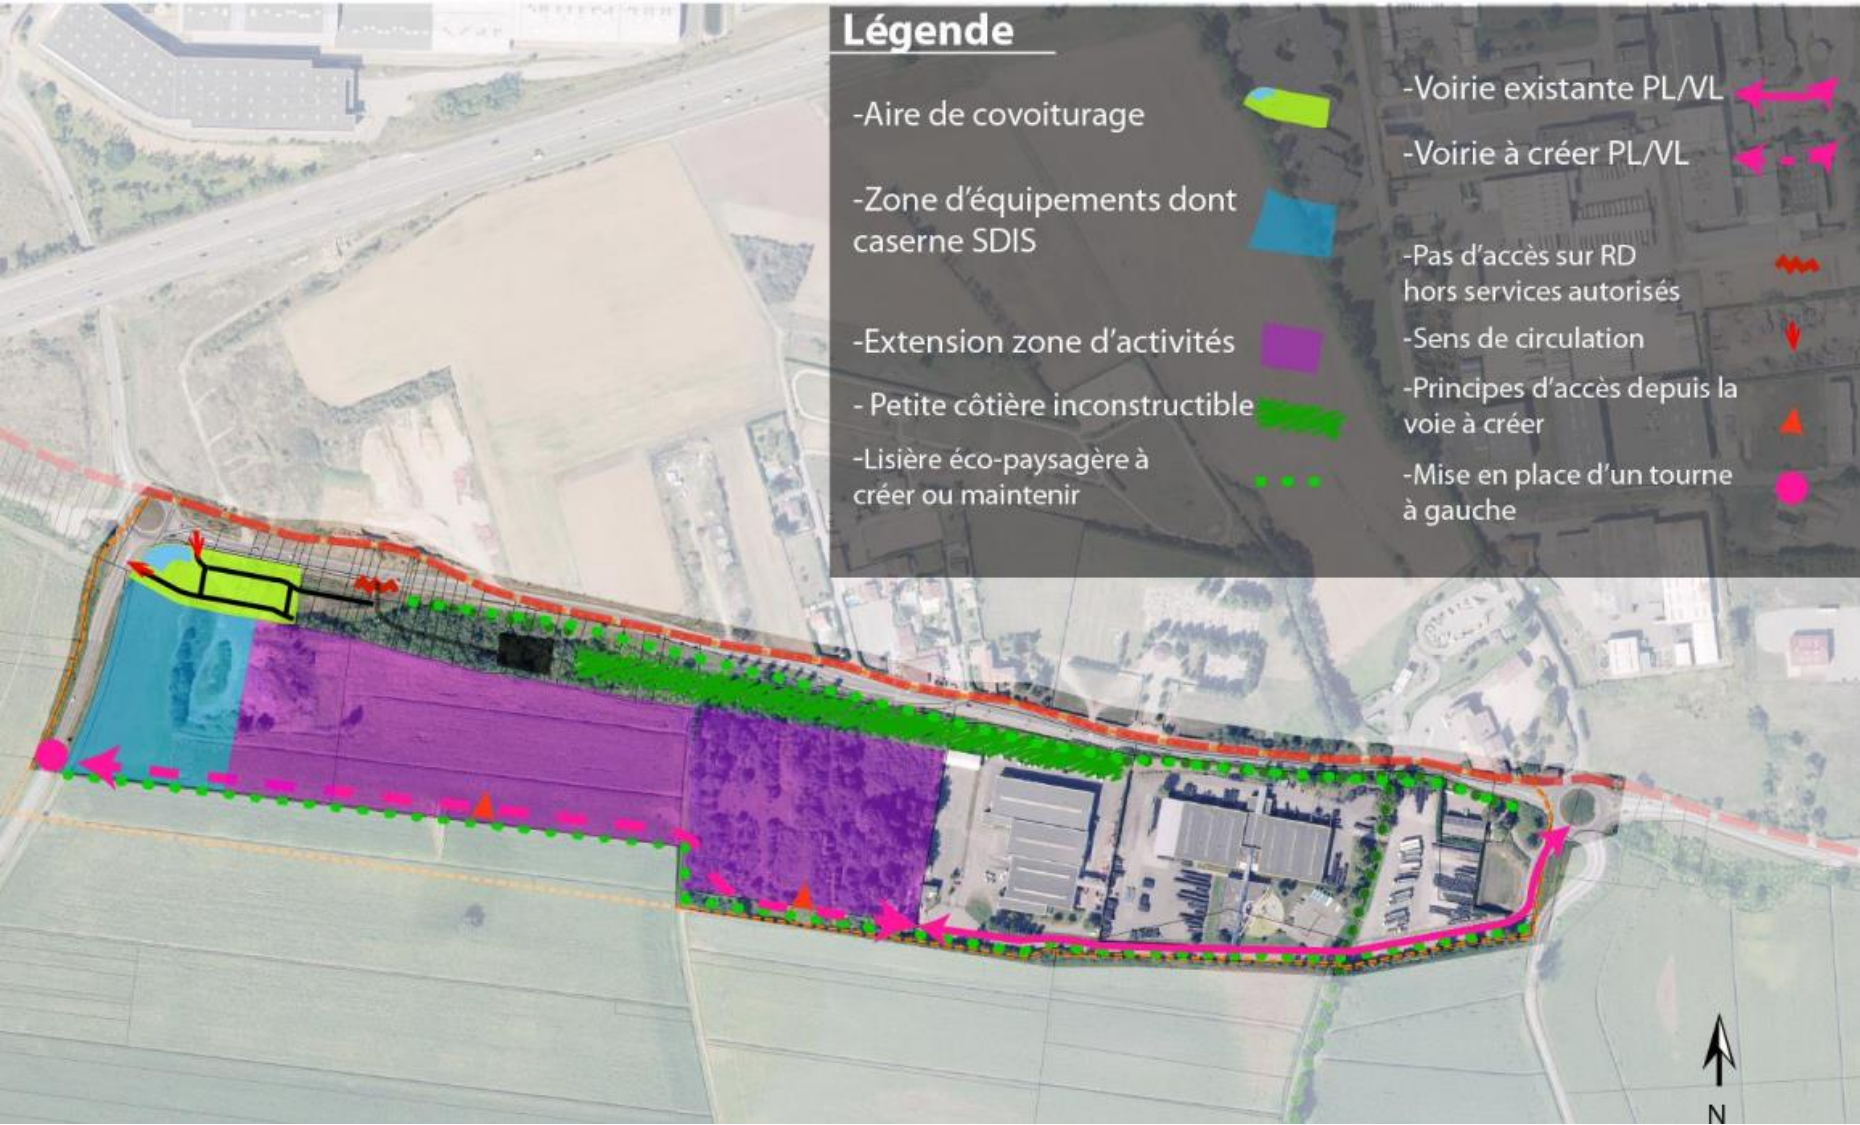 Légende
-Aire de covoiturage
-Zone d'équipements dont
caserne SDIS
-Extension zone d'activités
- Petite côtière inconstructible
-Lisière éco-paysagère à
créer ou maintenir
-Voirie existante PL/VL
-Voirie à créer PL/VL
-Pas d'accès sur RD
hors services autorisés
-Sens de circulation
-Principes d'accès depuis la
voie à créer
-Mise en place d'un tourne
à gauche
N